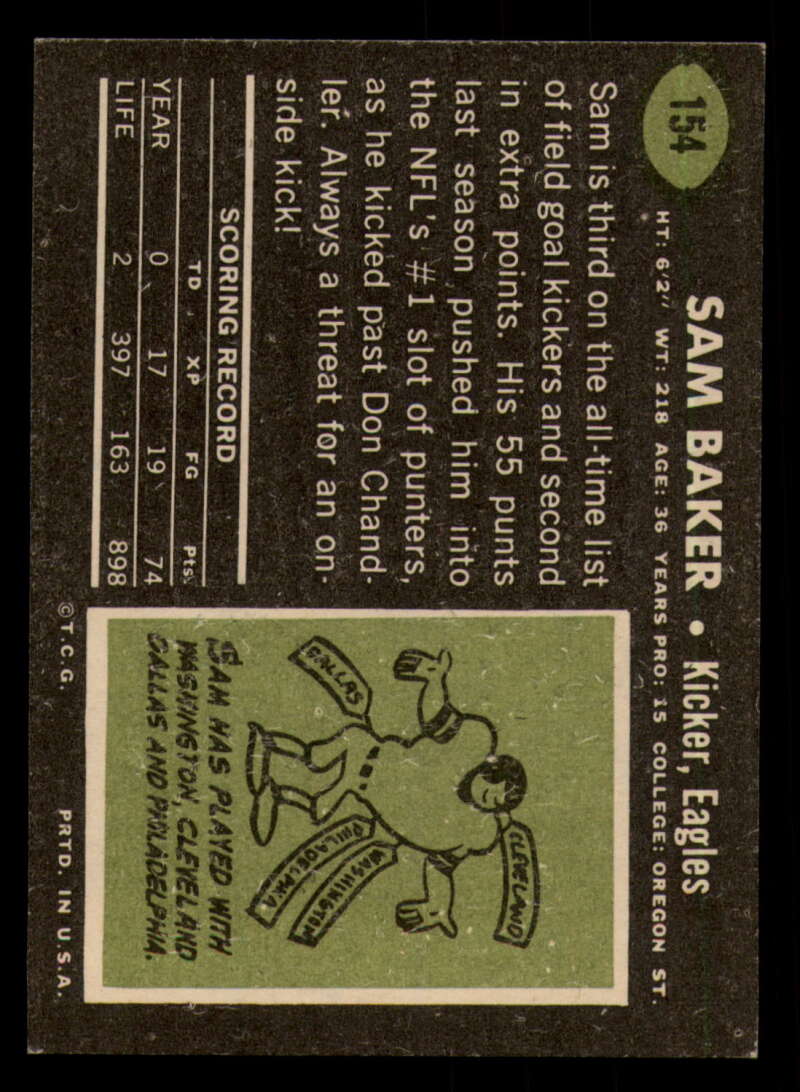 154
SAM BAKER • Kicker, Eagles
HT: 6'2" WT: 218 AGE: 36 YEARS PRO: 15 COLLEGE: OREGON ST.
Sam is third on the all-time list
of field goal kickers and second
in extra points. His 55 punts
last season pushed him into
the NFL's #1 slot of punters,
as he kicked past Don Chand-
ler. Always a threat for an on-
side kick!
SCORING RECORD
TD XP FG Pts.
YEAR 0 17 19 74
LIFE 2 397 163 898
CLEVELAND
DALLAS
WASHINGTON
PHILADELPHIA
SAM HAS PLAYED WITH
WASHINGTON, CLEVELAND
DALLAS AND PHILADELPHIA.
©T.C.G. PRTD. IN U.S.A.